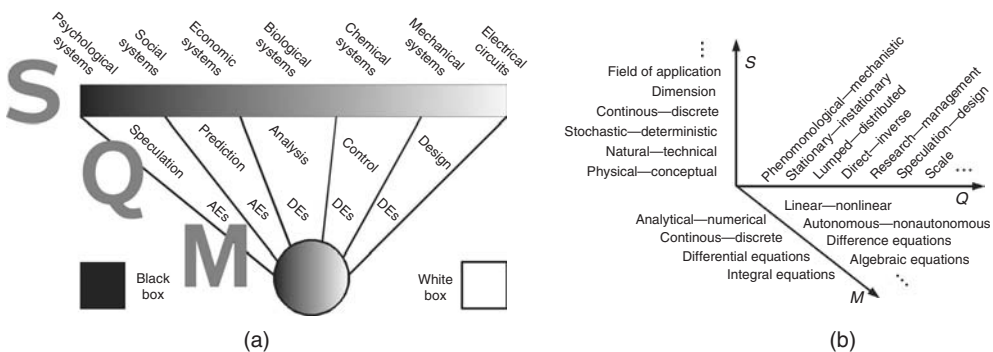 Psychological
systems
Social
systems
Economic
systems
Biological
systems
Chemical
systems
Mechanical
systems
Electrical
circuits
S
Q
M
Speculation
Prediction
Analysis
Control
Design
AEs
AEs
DEs
DEs
DEs
Black
box
White
box
(a)
S
Field of application
Dimension
Continous—discrete
Stochastic—deterministic
Natural—technical
Physical—conceptual
Phenomonological—mechanistic
Stationary—instationary
Lumped—distributed
Direct—inverse
Research—management
Speculation—design
Scale
Q
Linear—nonlinear
Analytical—numerical
Autonomous—nonautonomous
Continous—discrete
Difference equations
Differential equations
Algebraic equations
Integral equations
M
(b)